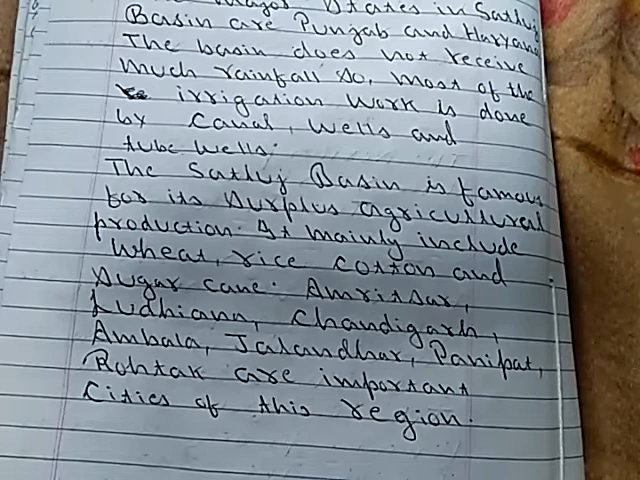 Major States in Satluj
Basin are Punjab and Haryana
The basin does not receive
much rainfall so, most of the
irrigation work is done
by Canal, Wells and
tube wells.
The Satluj Basin is famous
for its surplus agricultural
production. It mainly include
Wheat, rice cotton and
sugar cane. Amritsar,
Ludhiana, Chandigarh,
Ambala, Jalandhar, Panipat,
Rohtak are important
Cities of this region.